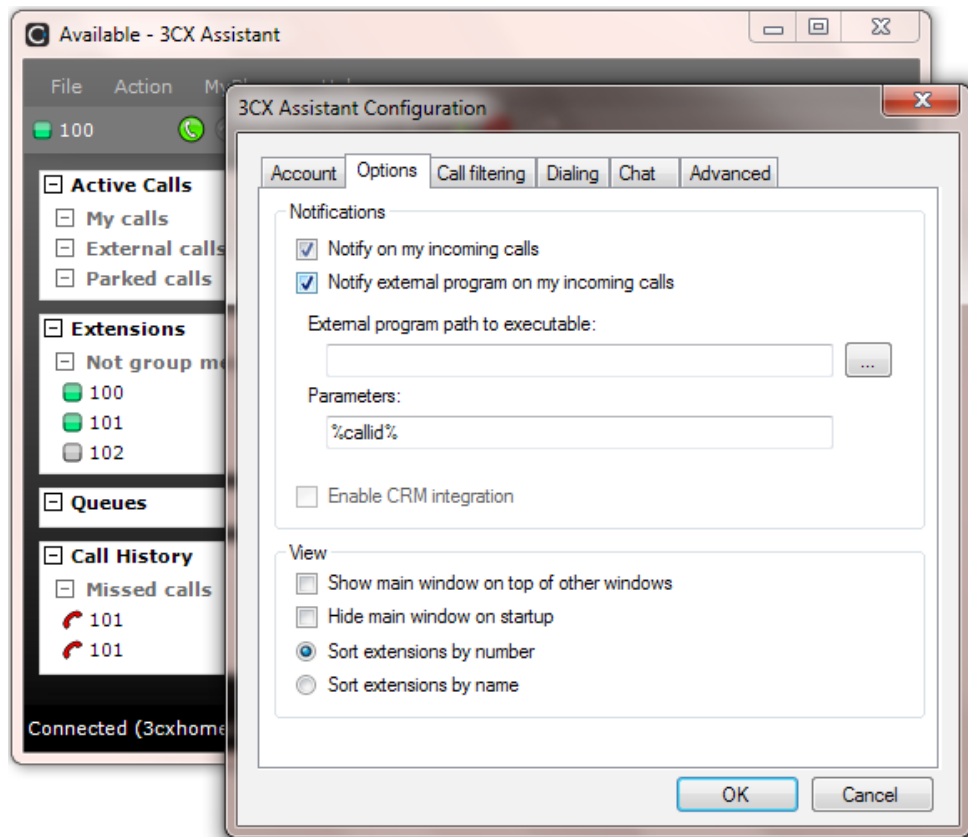 Available - 3CX Assistant
File Action
100
Active Calls
My calls
External calls
Parked calls
Extensions
Not group
100
101
102
Queues
Call History
Missed calls
101
101
Connected (3cxhome
3CX Assistant Configuration
Account Options Call filtering Dialing Chat Advanced
Notifications
Notify on my incoming calls
Notify external program on my incoming calls
External program path to executable:
...
Parameters:
%callid%
Enable CRM integration
View
Show main window on top of other windows
Hide main window on startup
Sort extensions by number
Sort extensions by name
OK Cancel